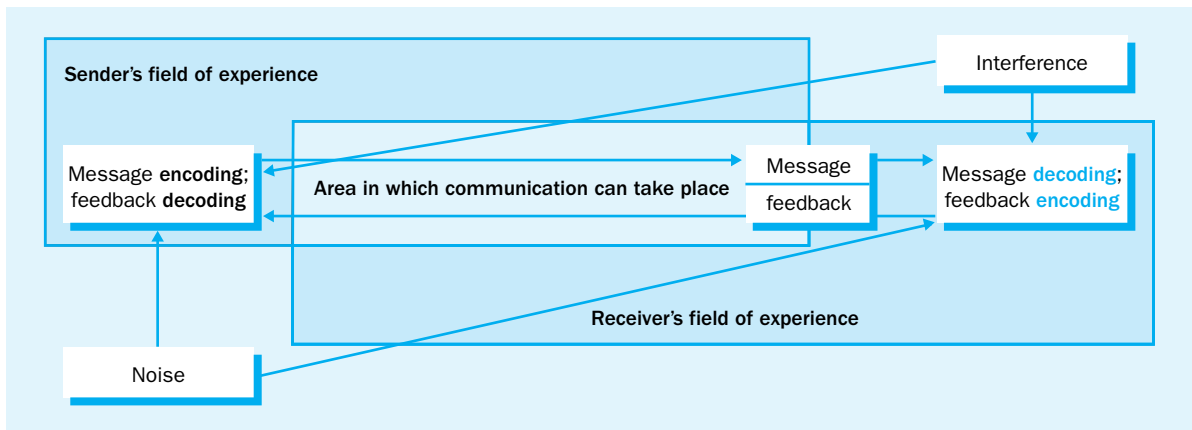 Sender's field of experience
Interference
Message encoding;
feedback decoding
Area in which communication can take place
Message
feedback
Message decoding;
feedback encoding
Receiver's field of experience
Noise